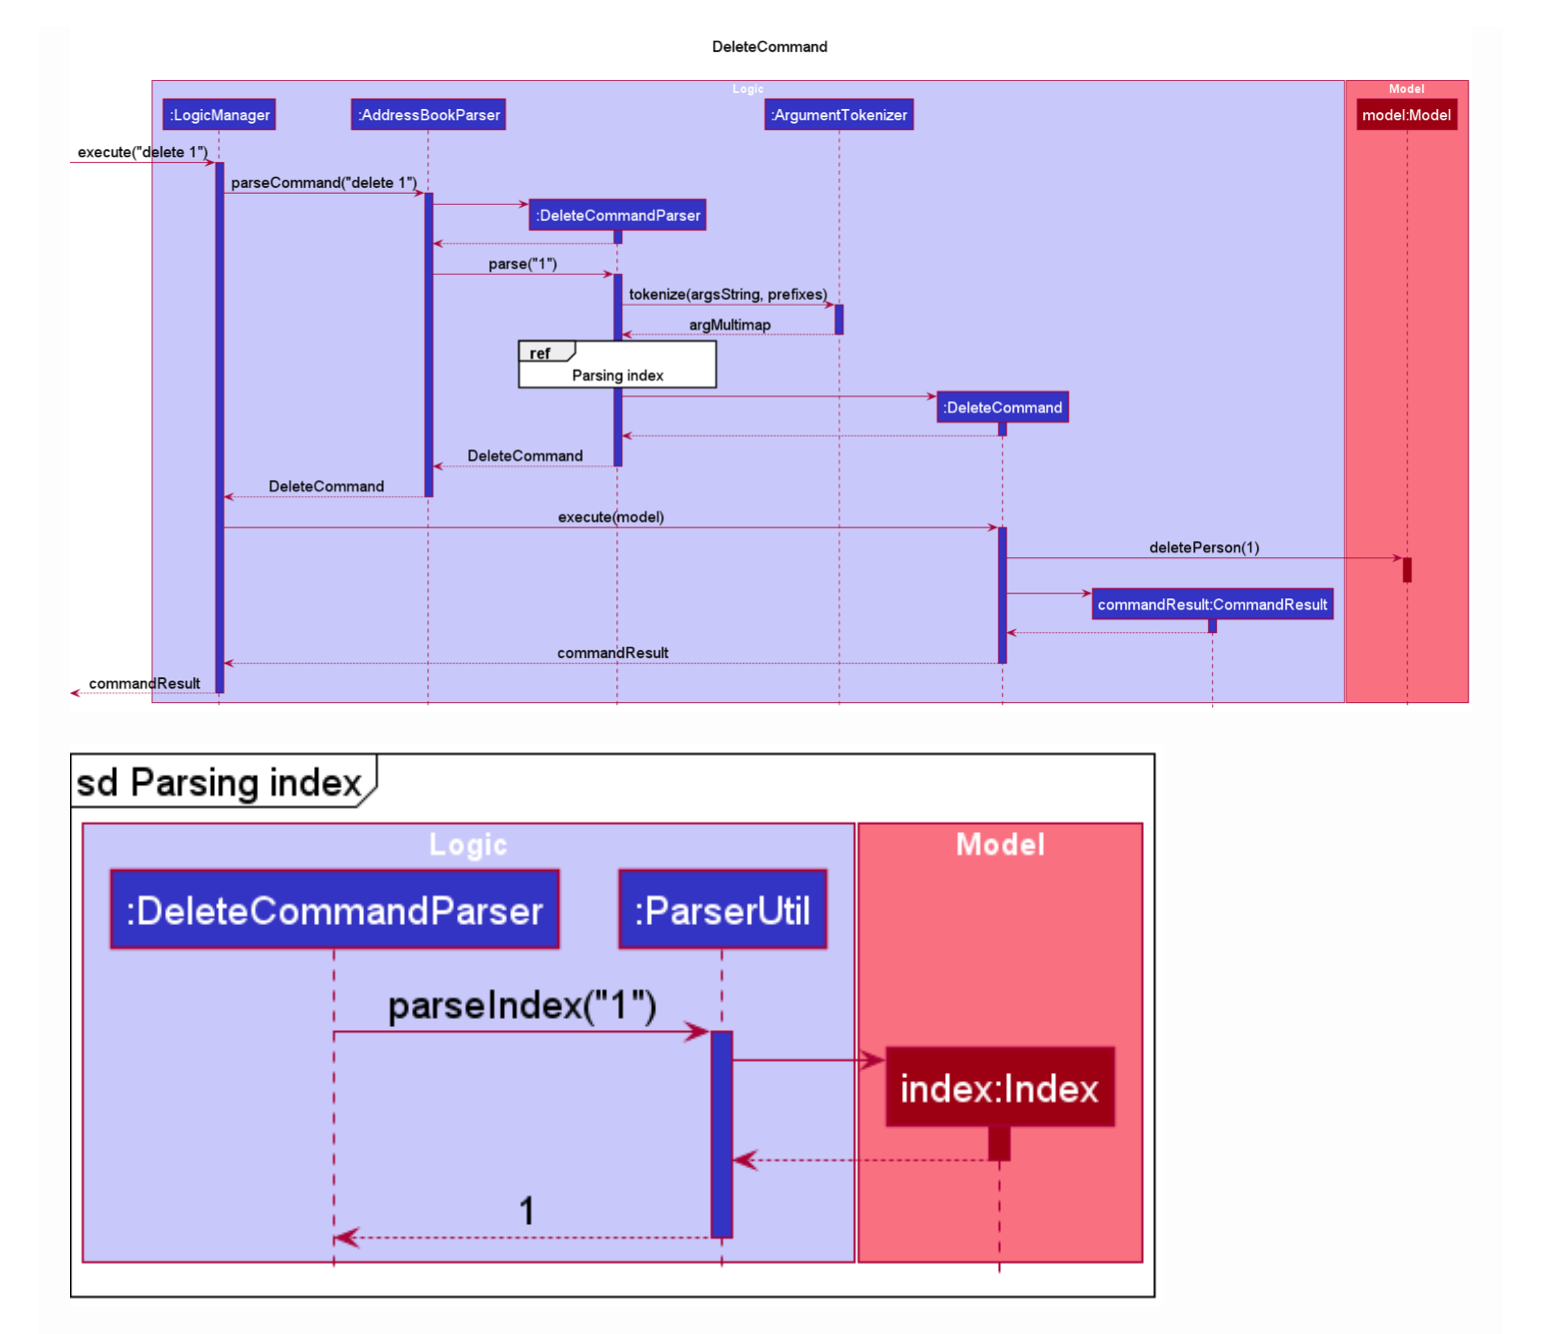 DeleteCommand
Logic
Model
:LogicManager
:AddressBookParser
:ArgumentTokenizer
model:Model
execute("delete 1")
parseCommand("delete 1")
:DeleteCommandParser
parse("1")
tokenize(argsString, prefixes)
argMultimap
ref
Parsing index
:DeleteCommand
DeleteCommand
DeleteCommand
execute(model)
deletePerson(1)
commandResult:CommandResult
commandResult
commandResult
sd Parsing index
Logic
Model
:DeleteCommandParser
:ParserUtil
parseIndex("1")
index:Index
1